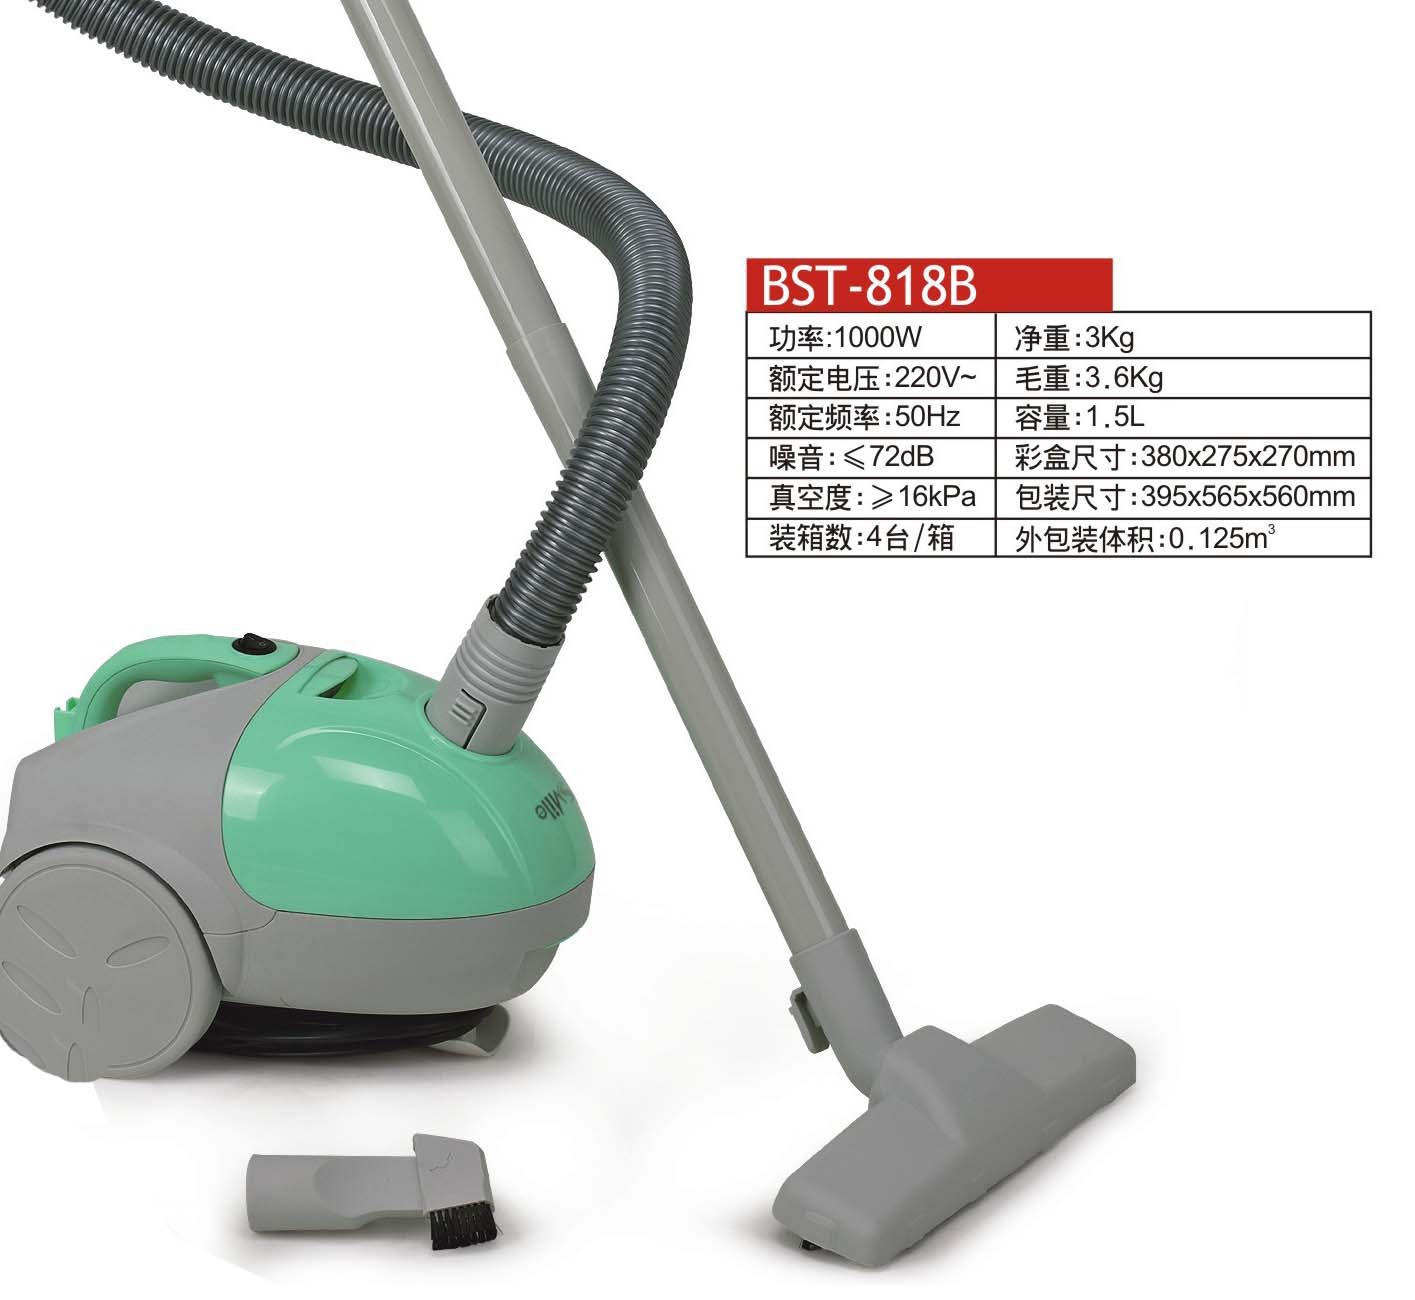 BST-818B
功率:1000W
净重:3Kg
额定电压:220V~
毛重:3.6Kg
额定频率:50Hz
容量:1.5L
噪音:≤72dB
彩盒尺寸:380x275x270mm
真空度:≥16kPa
包装尺寸:395x565x560mm
装箱数:4台/箱
外包装体积:0.125m³